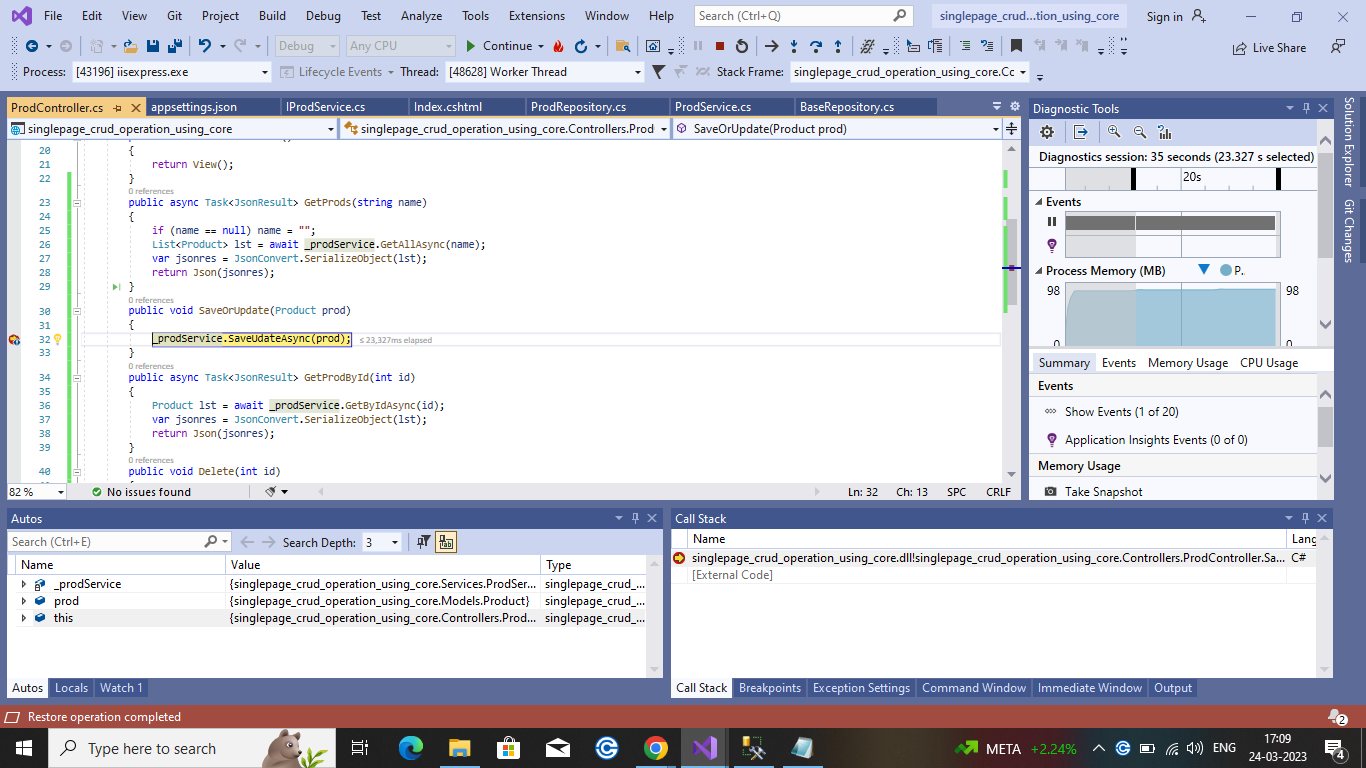 File Edit View Git Project Build Debug Test Analyze Tools Extensions Window Help Search (Ctrl+Q) singlepage_crud...tion_using_core Sign in
Debug Any CPU Continue Live Share
Process: [43196] iisexpress.exe Lifecycle Events Thread: [48628] Worker Thread Stack Frame: singlepage_crud_operation_using_core.Cc
ProdController.cs appsettings.json IProdService.cs Index.cshtml ProdRepository.cs ProdService.cs BaseRepository.cs
singlepage_crud_operation_using_core singlepage_crud_operation_using_core.Controllers.Prod SaveOrUpdate(Product prod)
20 {
21 return View();
22 }
0 references
23 public async Task<JsonResult> GetProds(string name)
24 {
25 if (name == null) name = "";
26 List<Product> lst = await _prodService.GetAllAsync(name);
27 var jsonres = JsonConvert.SerializeObject(lst);
28 return Json(jsonres);
29 }
0 references
30 public void SaveOrUpdate(Product prod)
31 {
32 _prodService.SaveUdateAsync(prod); ≤ 23,327ms elapsed
33 }
0 references
34 public async Task<JsonResult> GetProdById(int id)
35 {
36 Product lst = await _prodService.GetByIdAsync(id);
37 var jsonres = JsonConvert.SerializeObject(lst);
38 return Json(jsonres);
39 }
0 references
40 public void Delete(int id)
82 % No issues found Ln: 32 Ch: 13 SPC CRLF
Diagnostic Tools
Diagnostics session: 35 seconds (23.327 s selected)
20s
Events
Process Memory (MB) P.
98 98
0 0
Summary Events Memory Usage CPU Usage
Events
Show Events (1 of 20)
Application Insights Events (0 of 0)
Memory Usage
Take Snapshot
Solution Explorer
Git Changes
Autos
Search (Ctrl+E) Search Depth: 3
Name Value Type
_prodService {singlepage_crud_operation_using_core.Services.ProdSer... singlepage_crud_...
prod {singlepage_crud_operation_using_core.Models.Product} singlepage_crud_...
this {singlepage_crud_operation_using_core.Controllers.Prod... singlepage_crud_...
Autos Locals Watch 1
Call Stack
Name Lang
singlepage_crud_operation_using_core.dll!singlepage_crud_operation_using_core.Controllers.ProdController.Sa... C#
[External Code]
Call Stack Breakpoints Exception Settings Command Window Immediate Window Output
Restore operation completed 2
Type here to search META +2.24% ENG 17:09
24-03-2023 4